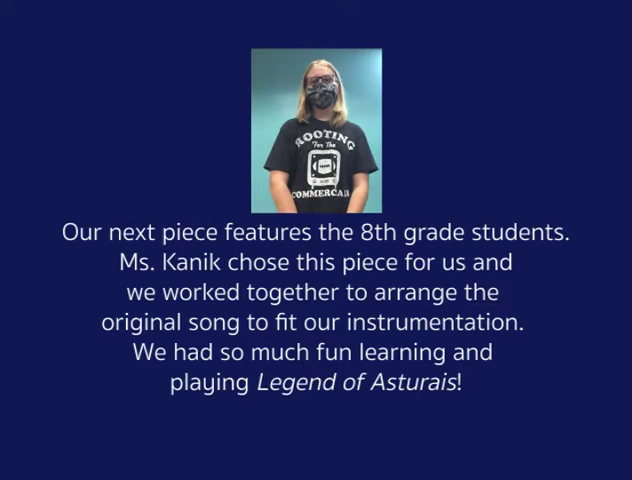 ROOTING
For The
COMMERCIALS
Our next piece features the 8th grade students.
Ms. Kanik chose this piece for us and
we worked together to arrange the
original song to fit our instrumentation.
We had so much fun learning and
playing Legend of Asturais!